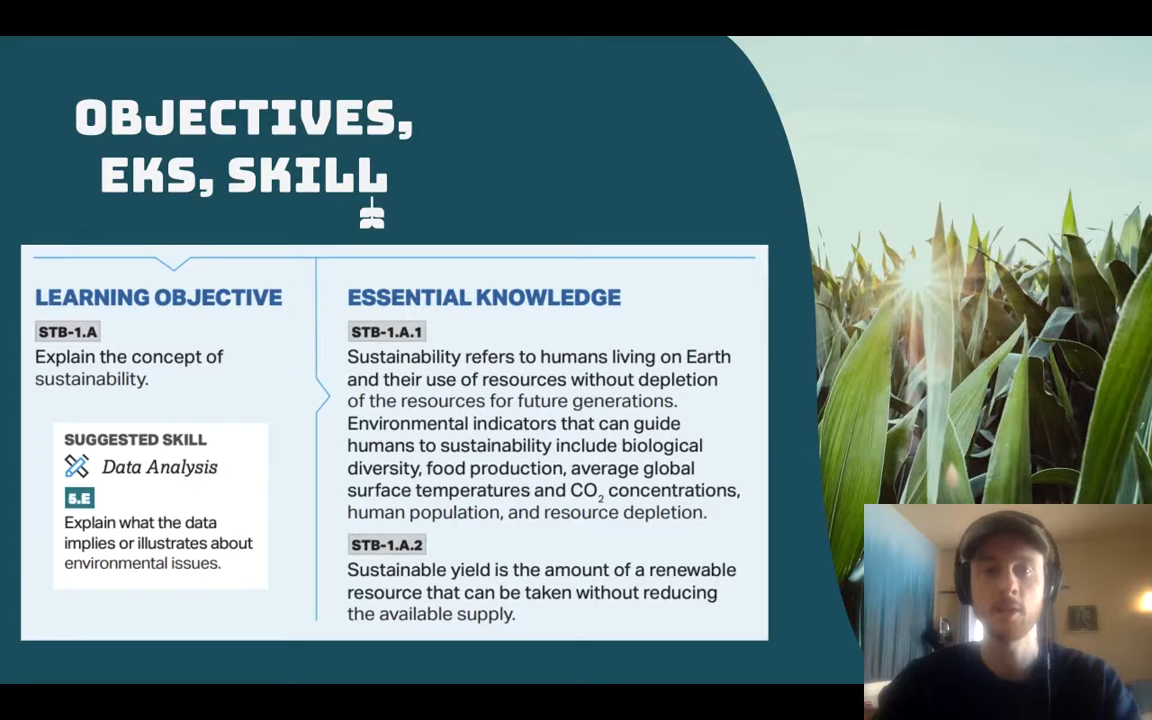 OBJECTIVES,
EKS, SKILL
LEARNING OBJECTIVE
STB-1.A
Explain the concept of
sustainability.
SUGGESTED SKILL
Data Analysis
5.E
Explain what the data
implies or illustrates about
environmental issues.
ESSENTIAL KNOWLEDGE
STB-1.A.1
Sustainability refers to humans living on Earth
and their use of resources without depletion
of the resources for future generations.
Environmental indicators that can guide
humans to sustainability include biological
diversity, food production, average global
surface temperatures and CO₂ concentrations,
human population, and resource depletion.
STB-1.A.2
Sustainable yield is the amount of a renewable
resource that can be taken without reducing
the available supply.